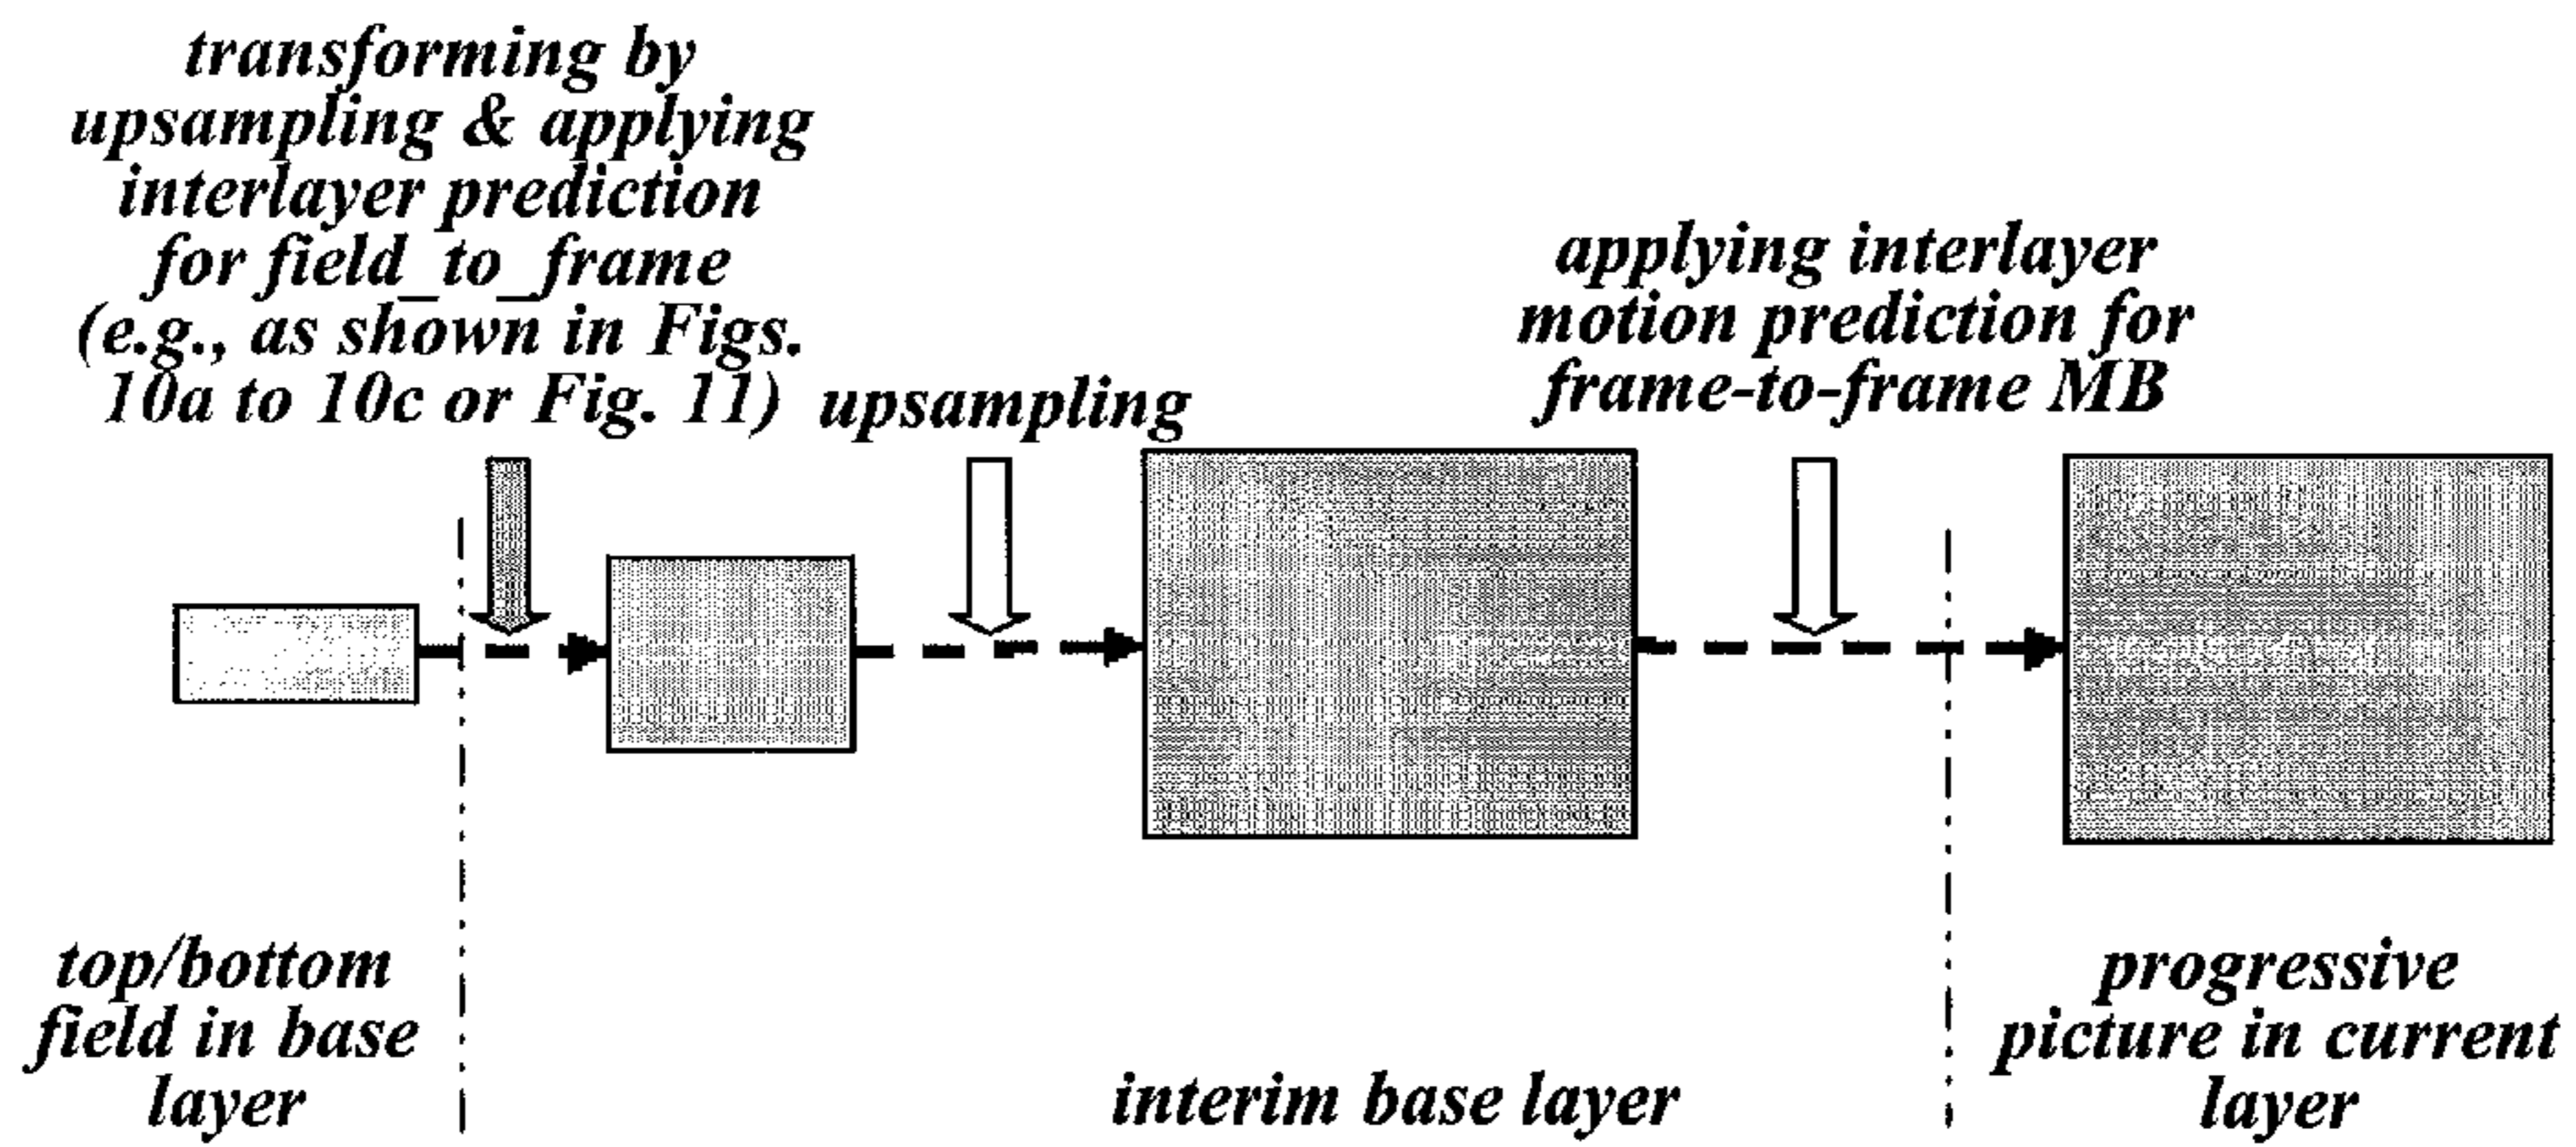 transforming by
upsampling & applying
interlayer prediction
for field_to_frame
(e.g., as shown in Figs.
10a to 10c or Fig. 11)
upsampling
applying interlayer
motion prediction for
frame-to-frame MB
top/bottom
field in base
layer
interim base layer
progressive
picture in current
layer